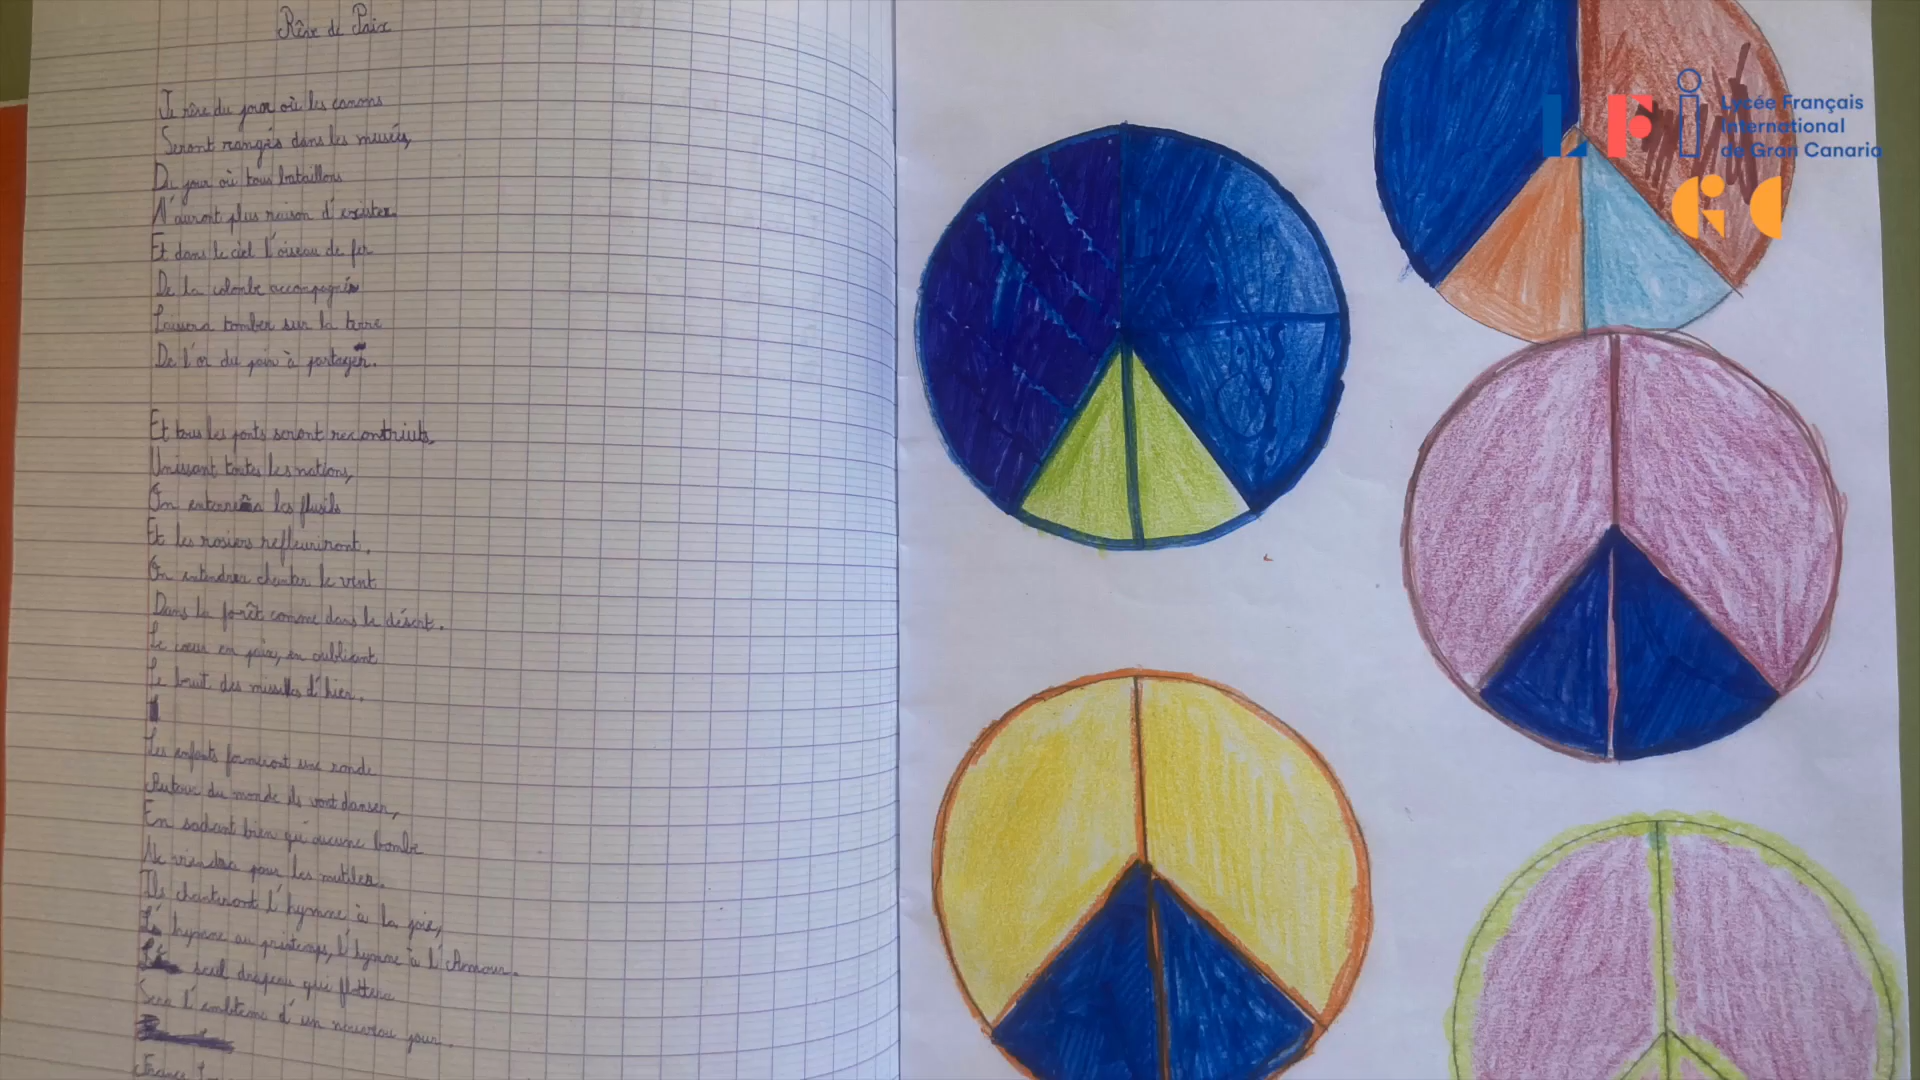 Rêve de Paix
Je rêve du jour où les canons
Seront rangés dans les musées,
Du jour où tous bataillons
N'auront plus raison d'exister
Et dans le ciel l'oiseau de fer
De la colombe accompagnée
Laissera tomber sur la terre
De l'or du pain à partager.
Et tous les ponts seront reconstruits,
Unissant toutes les nations,
On enterrera les fusils
Et les rosiers refleuriront.
On entendra chanter le vent
Dans la forêt comme dans le désert.
Le cœur en paix, en oubliant
Le bruit des missiles d'hier.
Les enfants formeront une ronde
Autour du monde ils vont danser,
En sachant bien qu'aucune bombe
Ne viendra pour les mutiler.
Ils chanteront l'hymne à la joie,
L'hymne au printemps, l'hymne à l'Amour.
seul drapeau qui flottera
Sera l'emblème d'un nouveau jour.
Lycée Français
International
de Gran Canaria
LFi
GC